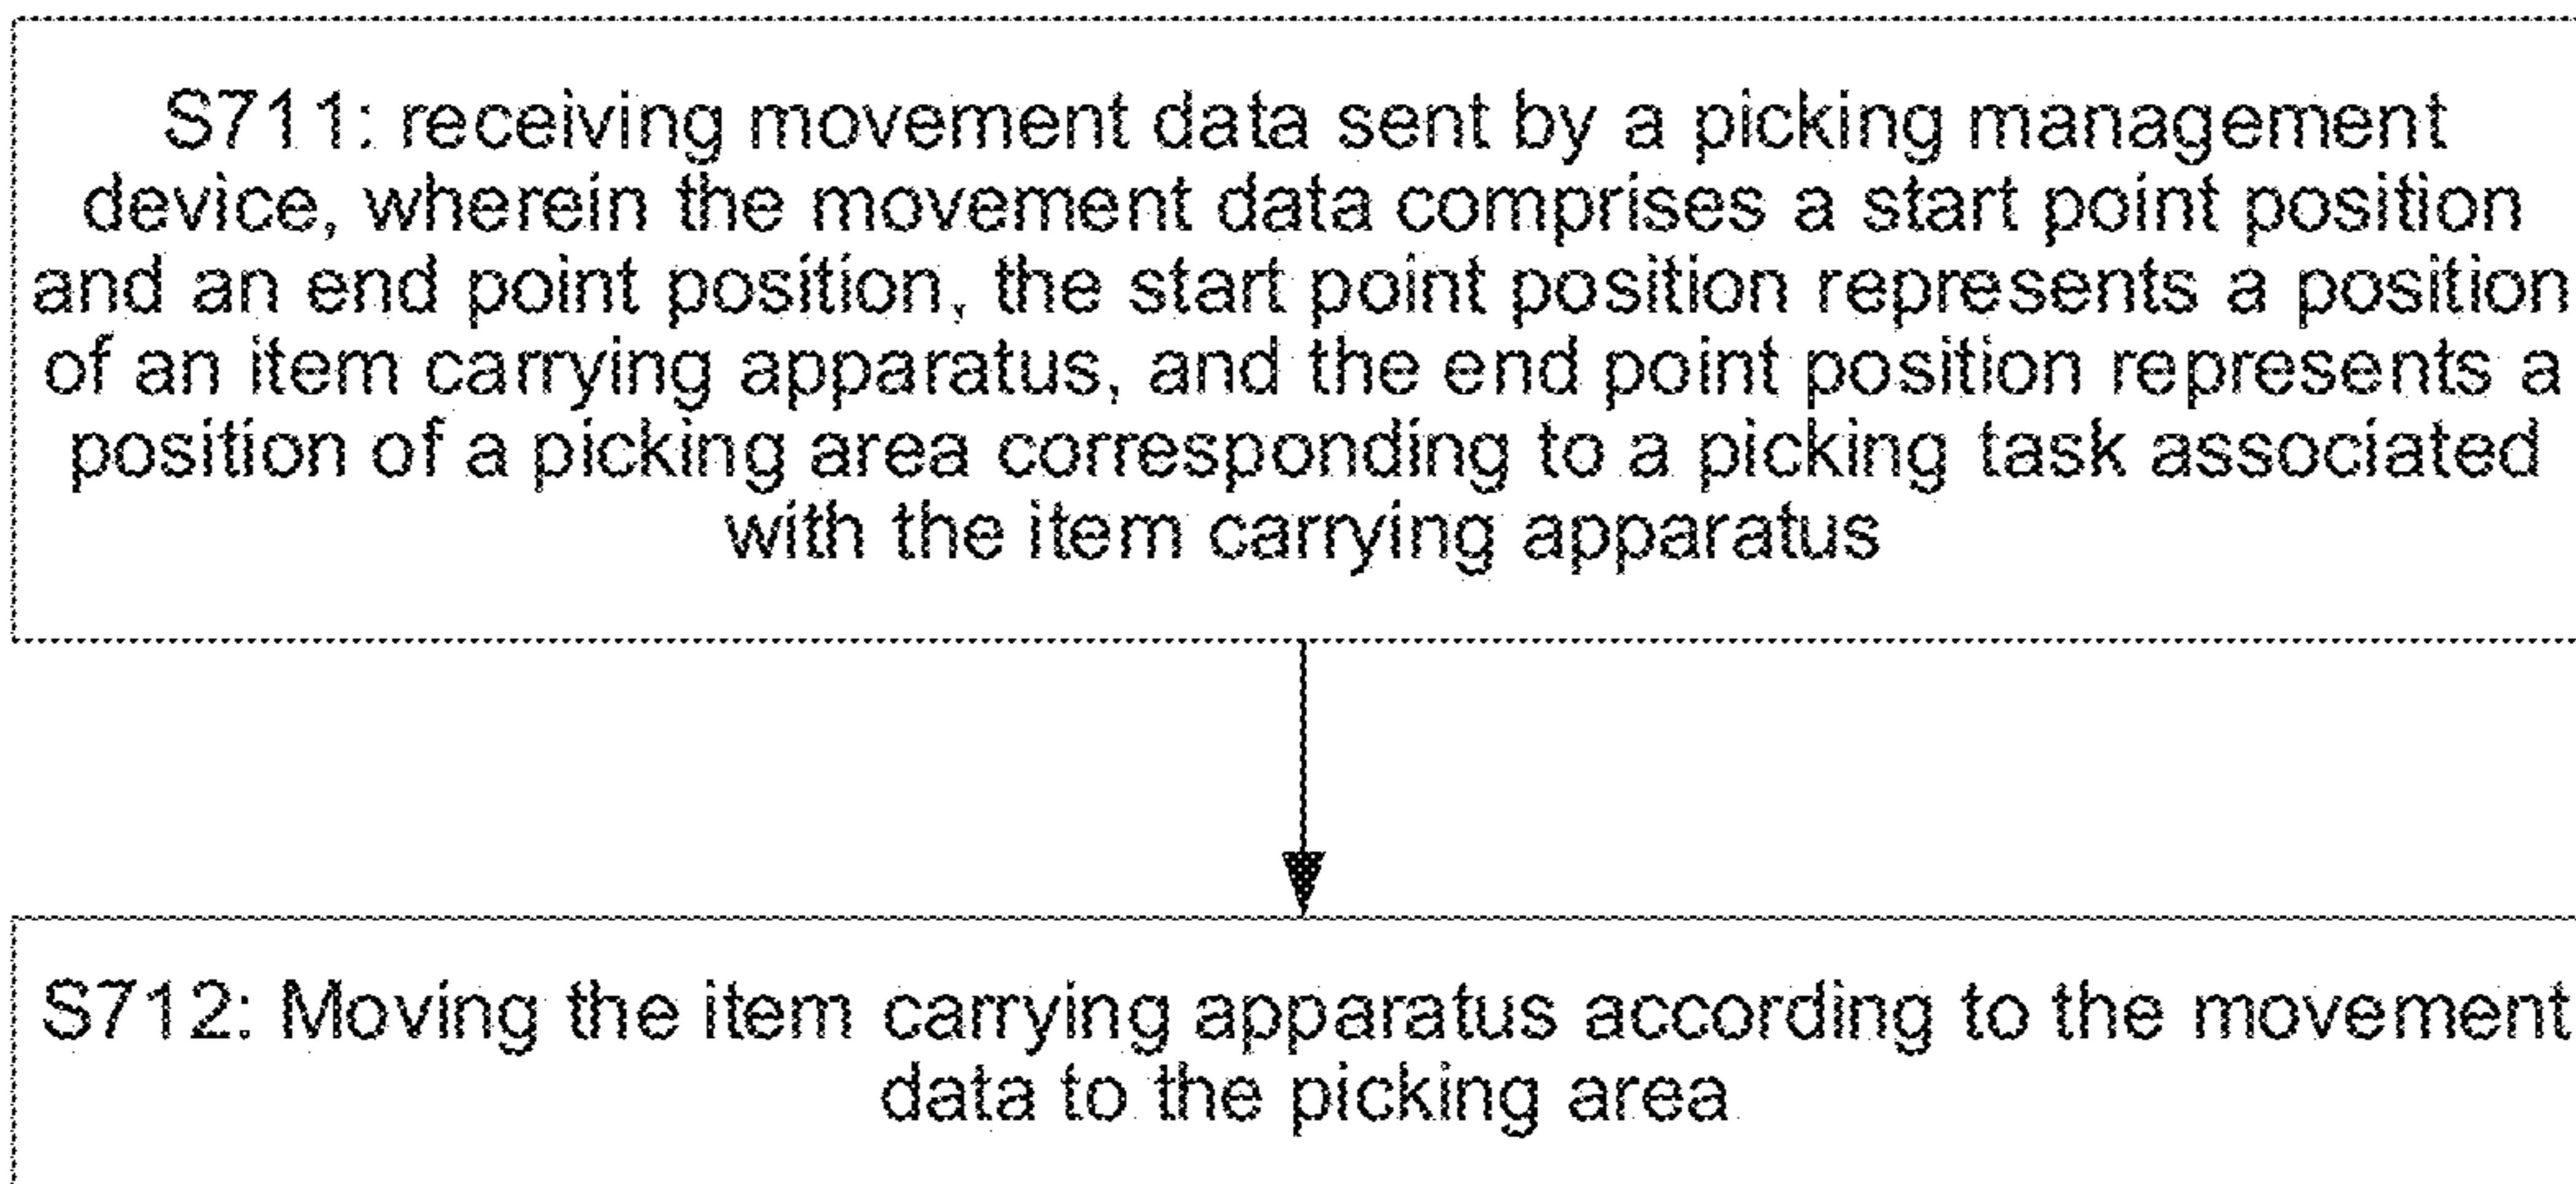 S711: receiving movement data sent by a picking management
device, wherein the movement data comprises a start point position
and an end point position, the start point position represents a position
of an item carrying apparatus, and the end point position represents a
position of a picking area corresponding to a picking task associated
with the item carrying apparatus
S712: Moving the item carrying apparatus according to the movement
data to the picking area